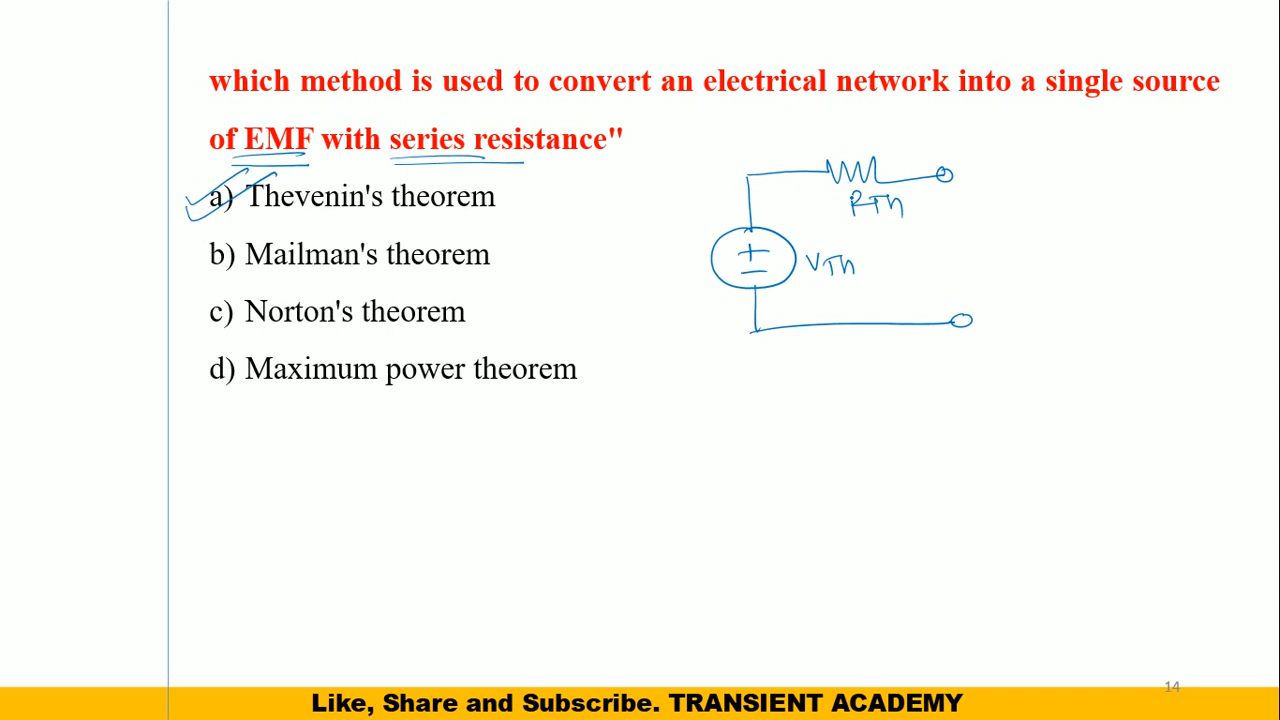 which method is used to convert an electrical network into a single source
of EMF with series resistance"
a) Thevenin's theorem
b) Mailman's theorem
c) Norton's theorem
d) Maximum power theorem
RTh
+
VTh
14
Like, Share and Subscribe. TRANSIENT ACADEMY